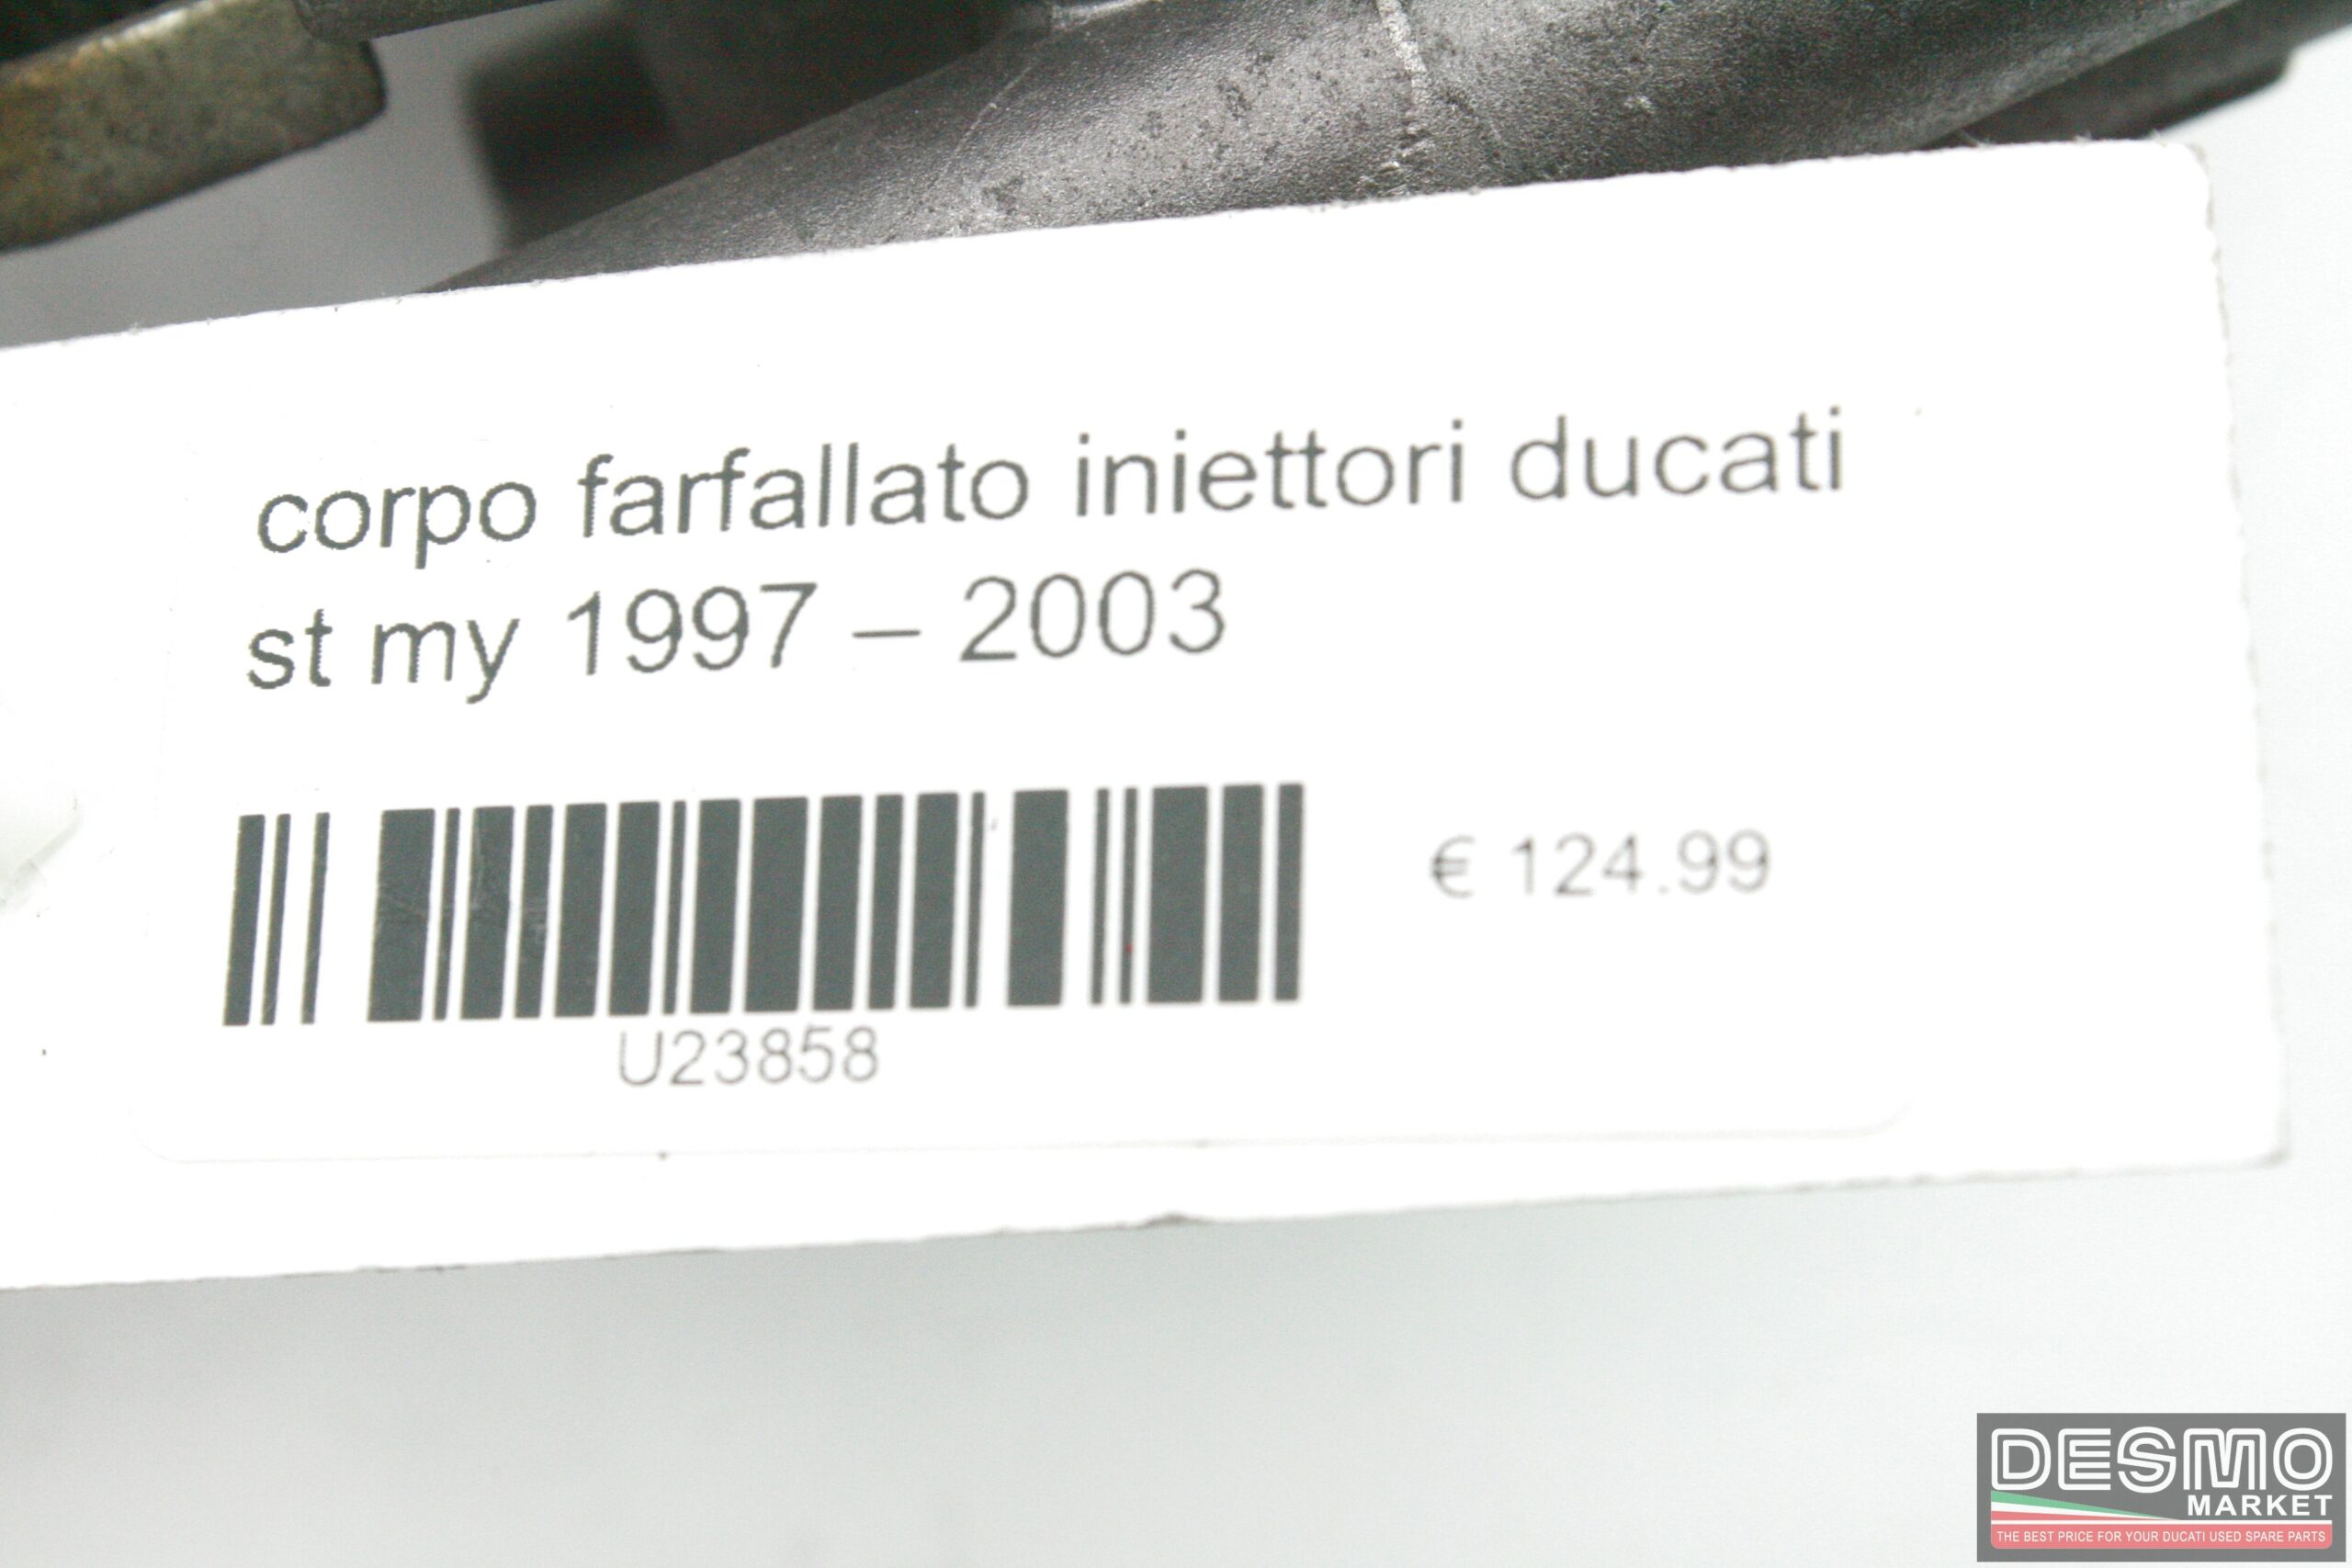 corpo farfallato iniettori ducati
st my 1997 – 2003
€ 124.99
U23858
DESMO
MARKET
THE BEST PRICE FOR YOUR DUCATI USED SPARE PARTS